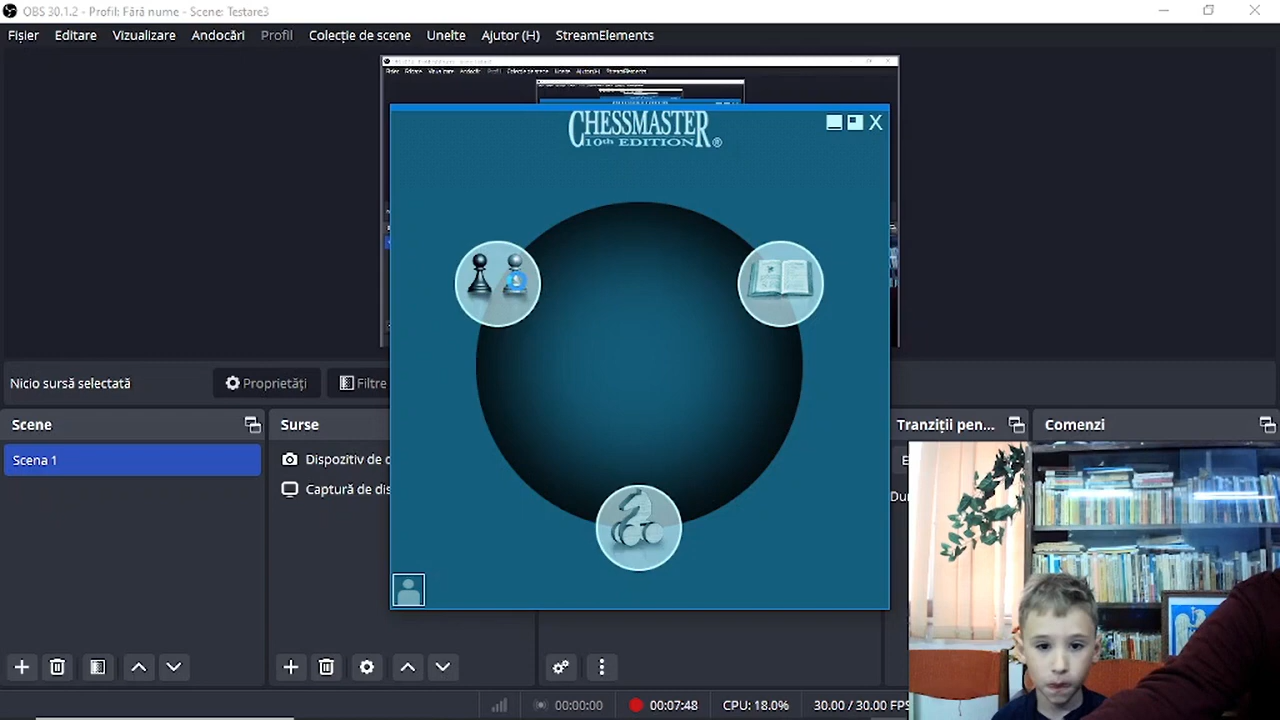 OBS 30.1.2 - Profil: Fără nume - Scene: Testare3
Fișier Editare Vizualizare Andocări Profil Colecție de scene Unelte Ajutor (H) StreamElements
CHESSMASTER
10th EDITION®
Nicio sursă selectată
Proprietăți
Filtre
Scene
Surse
Tranziții pen...
Comenzi
Scena 1
Dispozitiv de c
Captură de dis
00:00:00
00:07:48
CPU: 18.0%
30.00 / 30.00 FPS